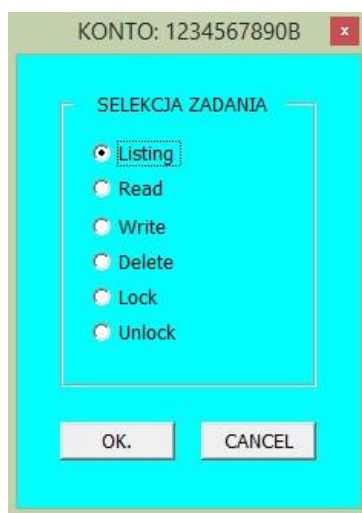 KONTO: 1234567890B x
SELEKCJA ZADANIA
Listing
Read
Write
Delete
Lock
Unlock
OK. CANCEL